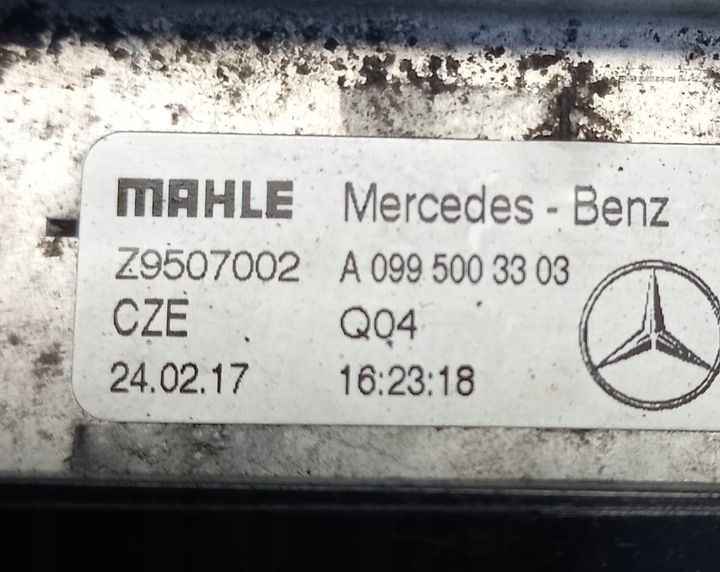 MAHLE Mercedes - Benz
Z9507002 A 099 500 33 03
CZE Q04
24.02.17 16:23:18